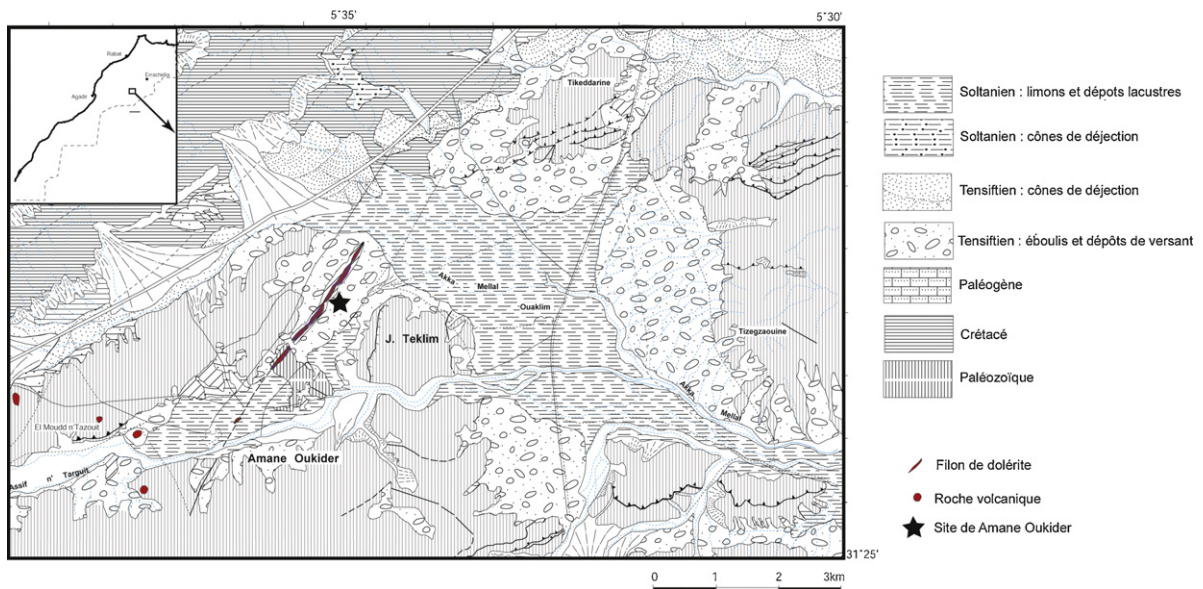 5°35'
5°30'
Rabat
Errachidia
Agadir
Tikeddarine
Akka
Mellal
Ouaklim
J. Teklim
Tizegzaouine
Akka
Mellal
El Moudd n'Tazouit
Amane Oukider
Assif n' Targuit
31°25'
0 1 2 3km
Soltanien : limons et dépots lacustres
Soltanien : cônes de déjection
Tensiftien : cônes de déjection
Tensiftien : éboulis et dépôts de versant
Paléogène
Crétacé
Paléozoïque
Filon de dolérite
Roche volcanique
Site de Amane Oukider